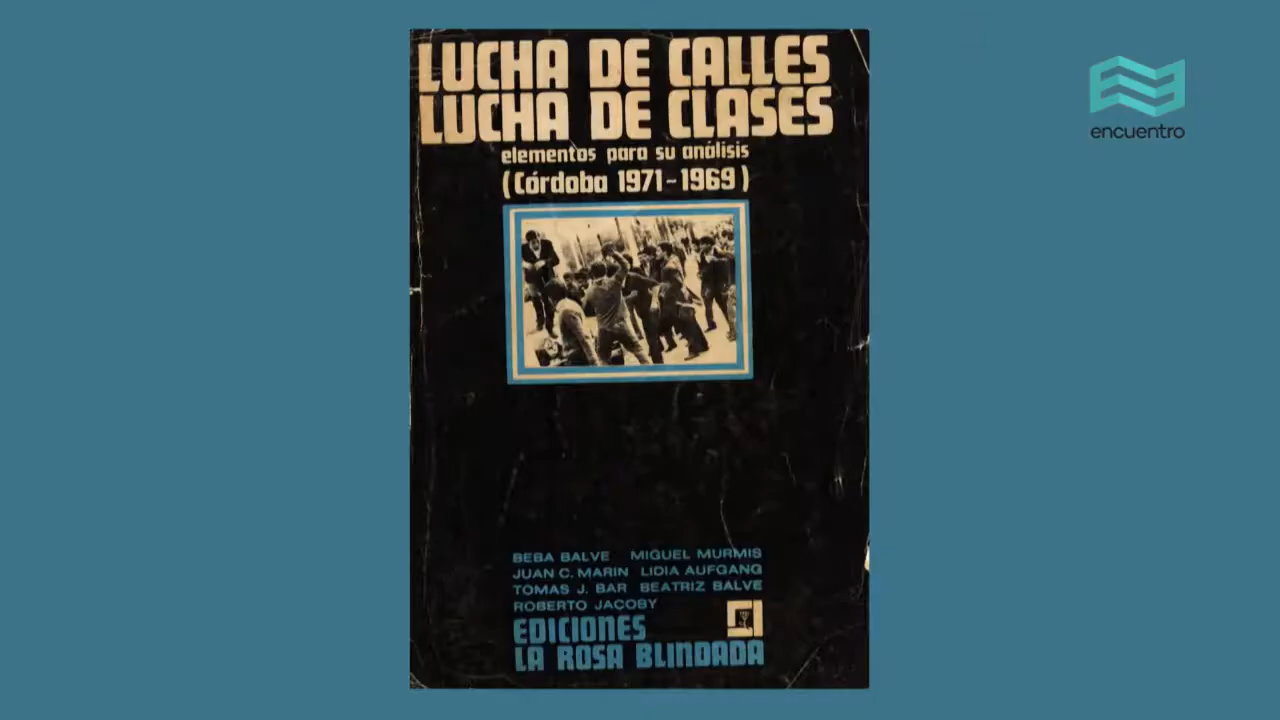 LUCHA DE CALLES
LUCHA DE CLASES
elementos para su análisis
(Córdoba 1971-1969)
BEBA BALVE MIGUEL MURMIS
JUAN C. MARIN LIDIA AUFGANG
TOMAS J. BAR BEATRIZ BALVE
ROBERTO JACOBY
EDICIONES
LA ROSA BLINDADA
encuentro